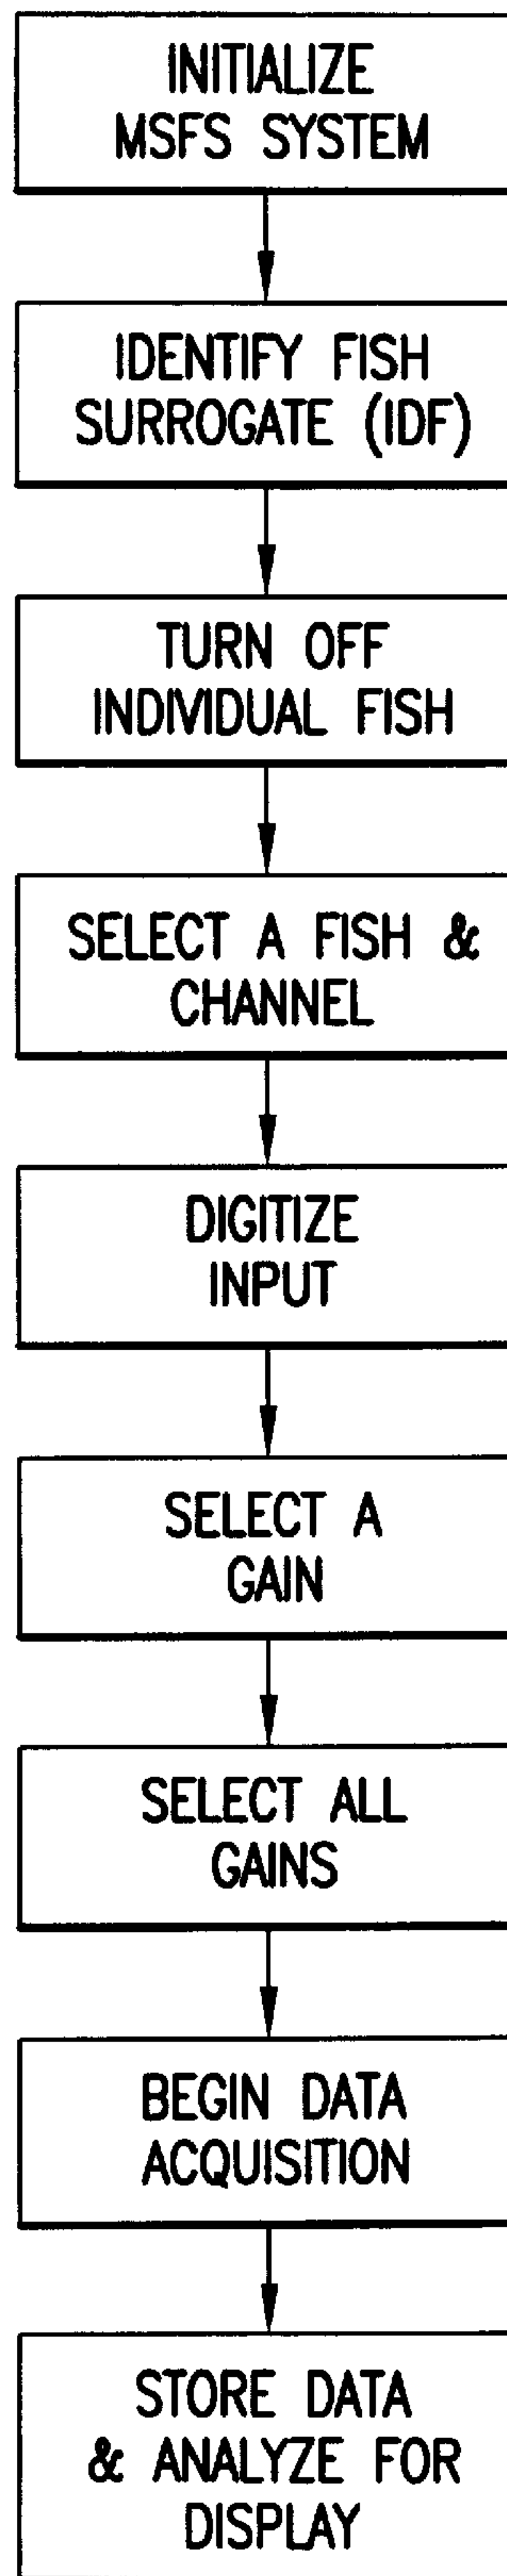 INITIALIZE
MSFS SYSTEM
IDENTIFY FISH
SURROGATE (IDF)
TURN OFF
INDIVIDUAL FISH
SELECT A FISH &
CHANNEL
DIGITIZE
INPUT
SELECT A
GAIN
SELECT ALL
GAINS
BEGIN DATA
ACQUISITION
STORE DATA
& ANALYZE FOR
DISPLAY